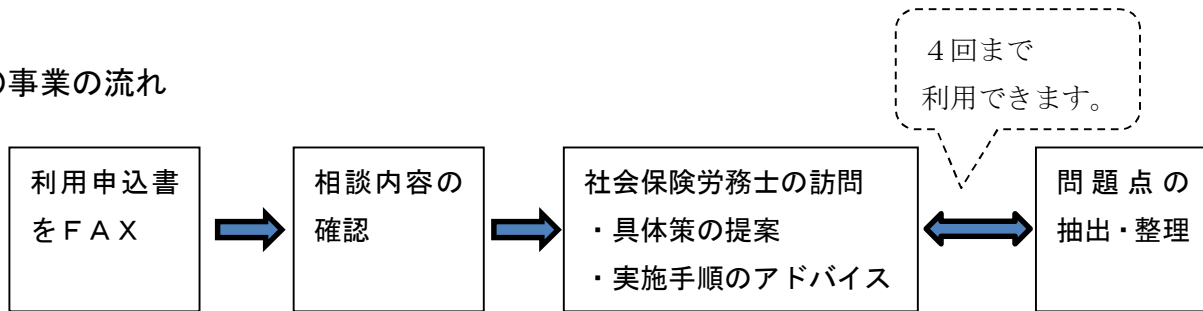 の事業の流れ
４回まで
利用できます。
利用申込書
をＦＡＸ
相談内容の
確認
社会保険労務士の訪問
・具体策の提案
・実施手順のアドバイス
問題点の
抽出・整理